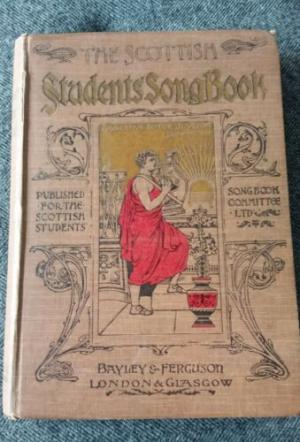 THE SCOTTISH
Students Song Book
PUBLISHED
FOR THE
SCOTTISH
STUDENTS
SONG BOOK
COMMITTEE
LTD
BAYLEY & FERGUSON
LONDON & GLASGOW